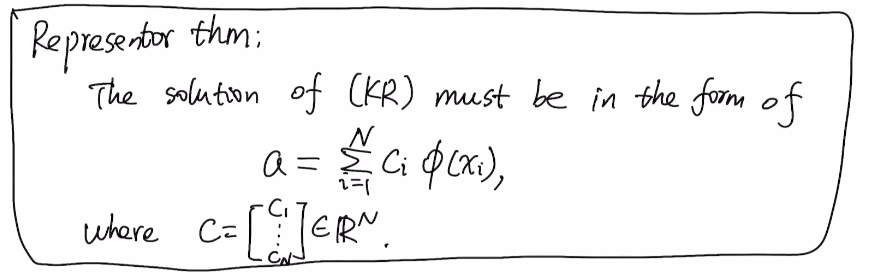 Representor thm:
The solution of (KR) must be in the form of
a = \sum_{i=1}^{N} C_i \phi(x_i),
where C = \begin{bmatrix} C_1 \\ \vdots \\ C_N \end{bmatrix} \in \mathbb{R}^N.